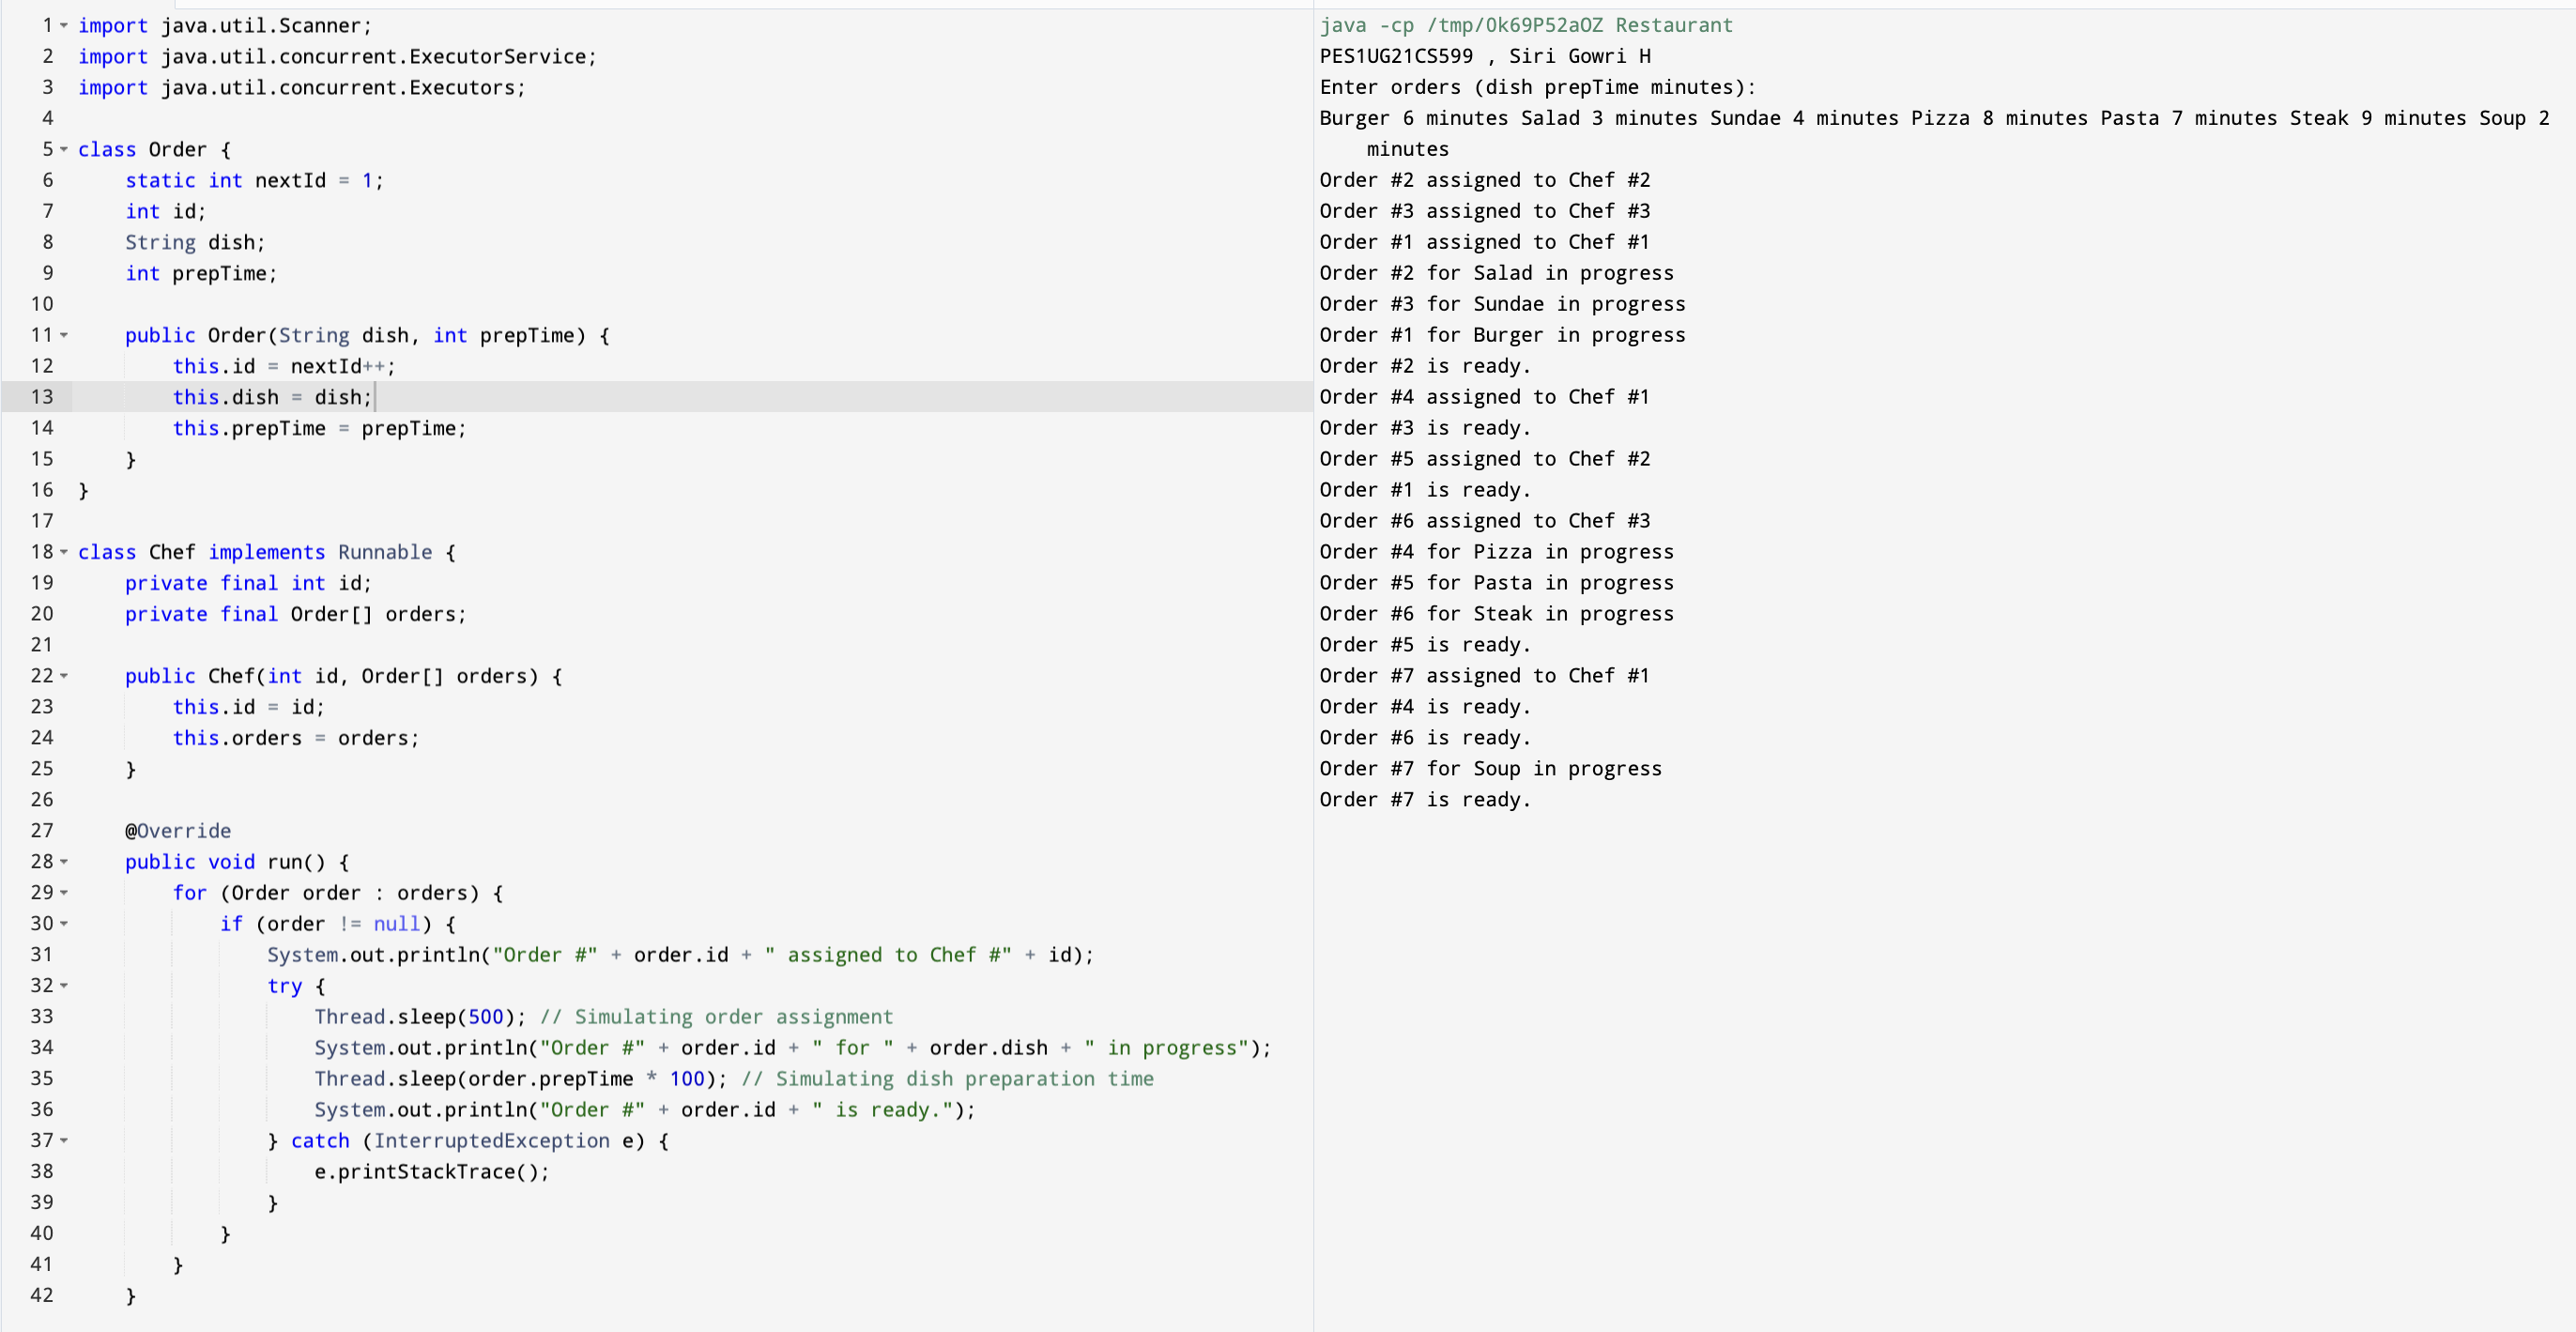 1 import java.util.Scanner;
2 import java.util.concurrent.ExecutorService;
3 import java.util.concurrent.Executors;
4
5 class Order {
6     static int nextId = 1;
7     int id;
8     String dish;
9     int prepTime;
10
11     public Order(String dish, int prepTime) {
12         this.id = nextId++;
13         this.dish = dish;
14         this.prepTime = prepTime;
15     }
16 }
17
18 class Chef implements Runnable {
19     private final int id;
20     private final Order[] orders;
21
22     public Chef(int id, Order[] orders) {
23         this.id = id;
24         this.orders = orders;
25     }
26
27     @Override
28     public void run() {
29         for (Order order : orders) {
30             if (order != null) {
31                 System.out.println("Order #" + order.id + " assigned to Chef #" + id);
32                 try {
33                     Thread.sleep(500); // Simulating order assignment
34                     System.out.println("Order #" + order.id + " for " + order.dish + " in progress");
35                     Thread.sleep(order.prepTime * 100); // Simulating dish preparation time
36                     System.out.println("Order #" + order.id + " is ready.");
37                 } catch (InterruptedException e) {
38                     e.printStackTrace();
39                 }
40             }
41         }
42     }
java -cp /tmp/0k69P52aOZ Restaurant
PES1UG21CS599 , Siri Gowri H
Enter orders (dish prepTime minutes):
Burger 6 minutes Salad 3 minutes Sundae 4 minutes Pizza 8 minutes Pasta 7 minutes Steak 9 minutes Soup 2
    minutes
Order #2 assigned to Chef #2
Order #3 assigned to Chef #3
Order #1 assigned to Chef #1
Order #2 for Salad in progress
Order #3 for Sundae in progress
Order #1 for Burger in progress
Order #2 is ready.
Order #4 assigned to Chef #1
Order #3 is ready.
Order #5 assigned to Chef #2
Order #1 is ready.
Order #6 assigned to Chef #3
Order #4 for Pizza in progress
Order #5 for Pasta in progress
Order #6 for Steak in progress
Order #5 is ready.
Order #7 assigned to Chef #1
Order #4 is ready.
Order #6 is ready.
Order #7 for Soup in progress
Order #7 is ready.